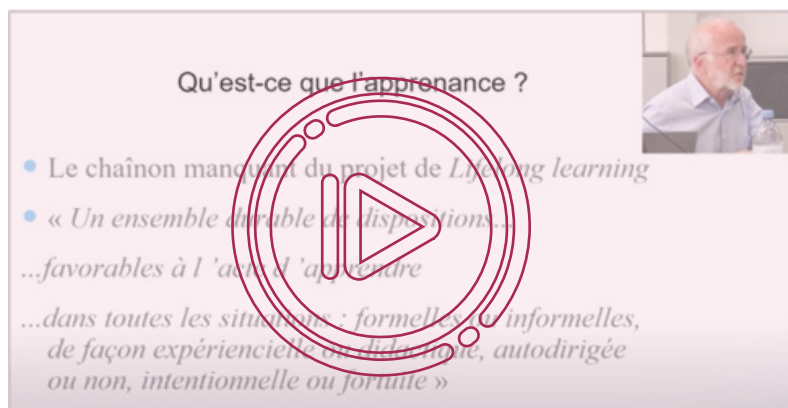 Qu'est-ce que l'apprenance ?
• Le chaînon manquant du projet de Lifelong learning
• « Un ensemble durable de dispositions...
...favorables à l 'acte d 'apprendre
...dans toutes les situations : formelles ou informelles,
de façon expériencielle ou didactique, autodirigée
ou non, intentionnelle ou fortuite »